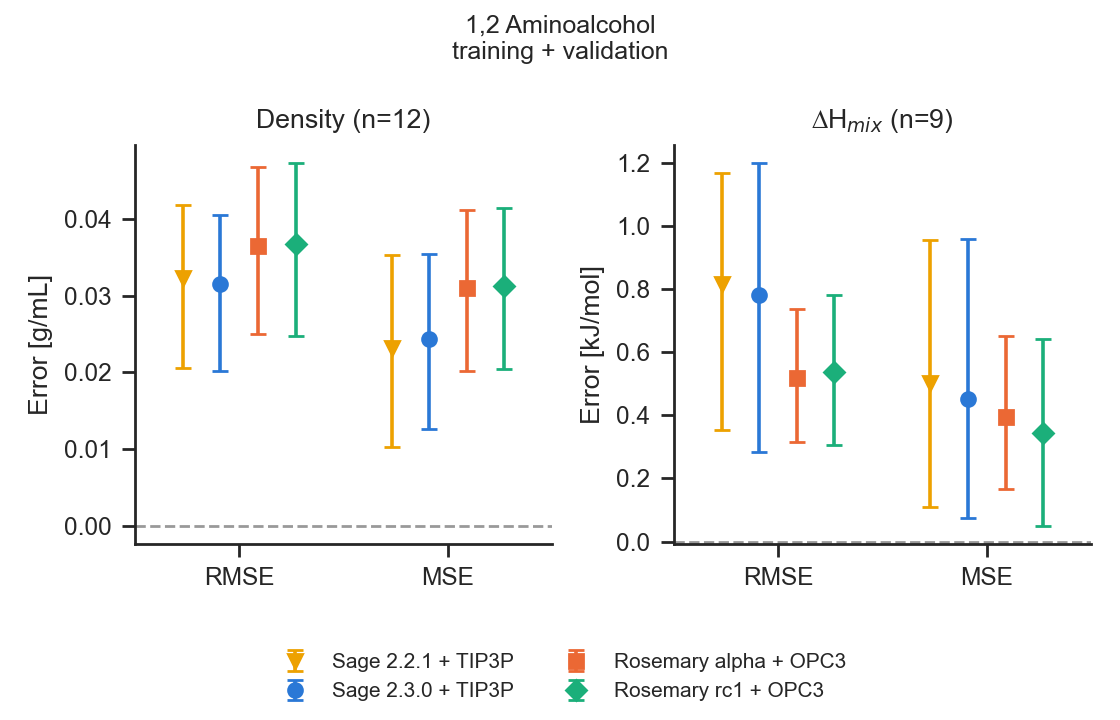 1,2 Aminoalcohol
training + validation
Density (n=12)
Error [g/mL]
0.04
0.03
0.02
0.01
0.00
RMSE
MSE
ΔH_mix (n=9)
Error [kJ/mol]
1.2
1.0
0.8
0.6
0.4
0.2
0.0
RMSE
MSE
Sage 2.2.1 + TIP3P
Sage 2.3.0 + TIP3P
Rosemary alpha + OPC3
Rosemary rc1 + OPC3